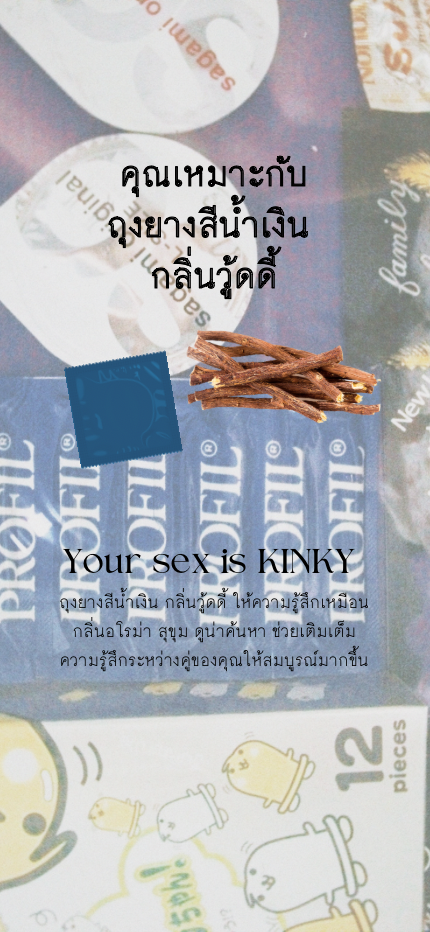 sagami or
sagami original
คุณเหมาะกับ
ถุงยางสีน้ำเงิน
กลิ่นวู้ดดี้
family
New
PROFIL®
PROFIL
PROFIL
PROFIL®
PROFIL®
PROFIL®
Your sex is KINKY
ถุงยางสีน้ำเงิน กลิ่นวู้ดดี้ ให้ความรู้สึกเหมือน
กลิ่นอโรม่า สุขุม ดูน่าค้นหา ช่วยเติมเต็ม
ความรู้สึกระหว่างคู่ของคุณให้สมบูรณ์มากขึ้น
12
pieces